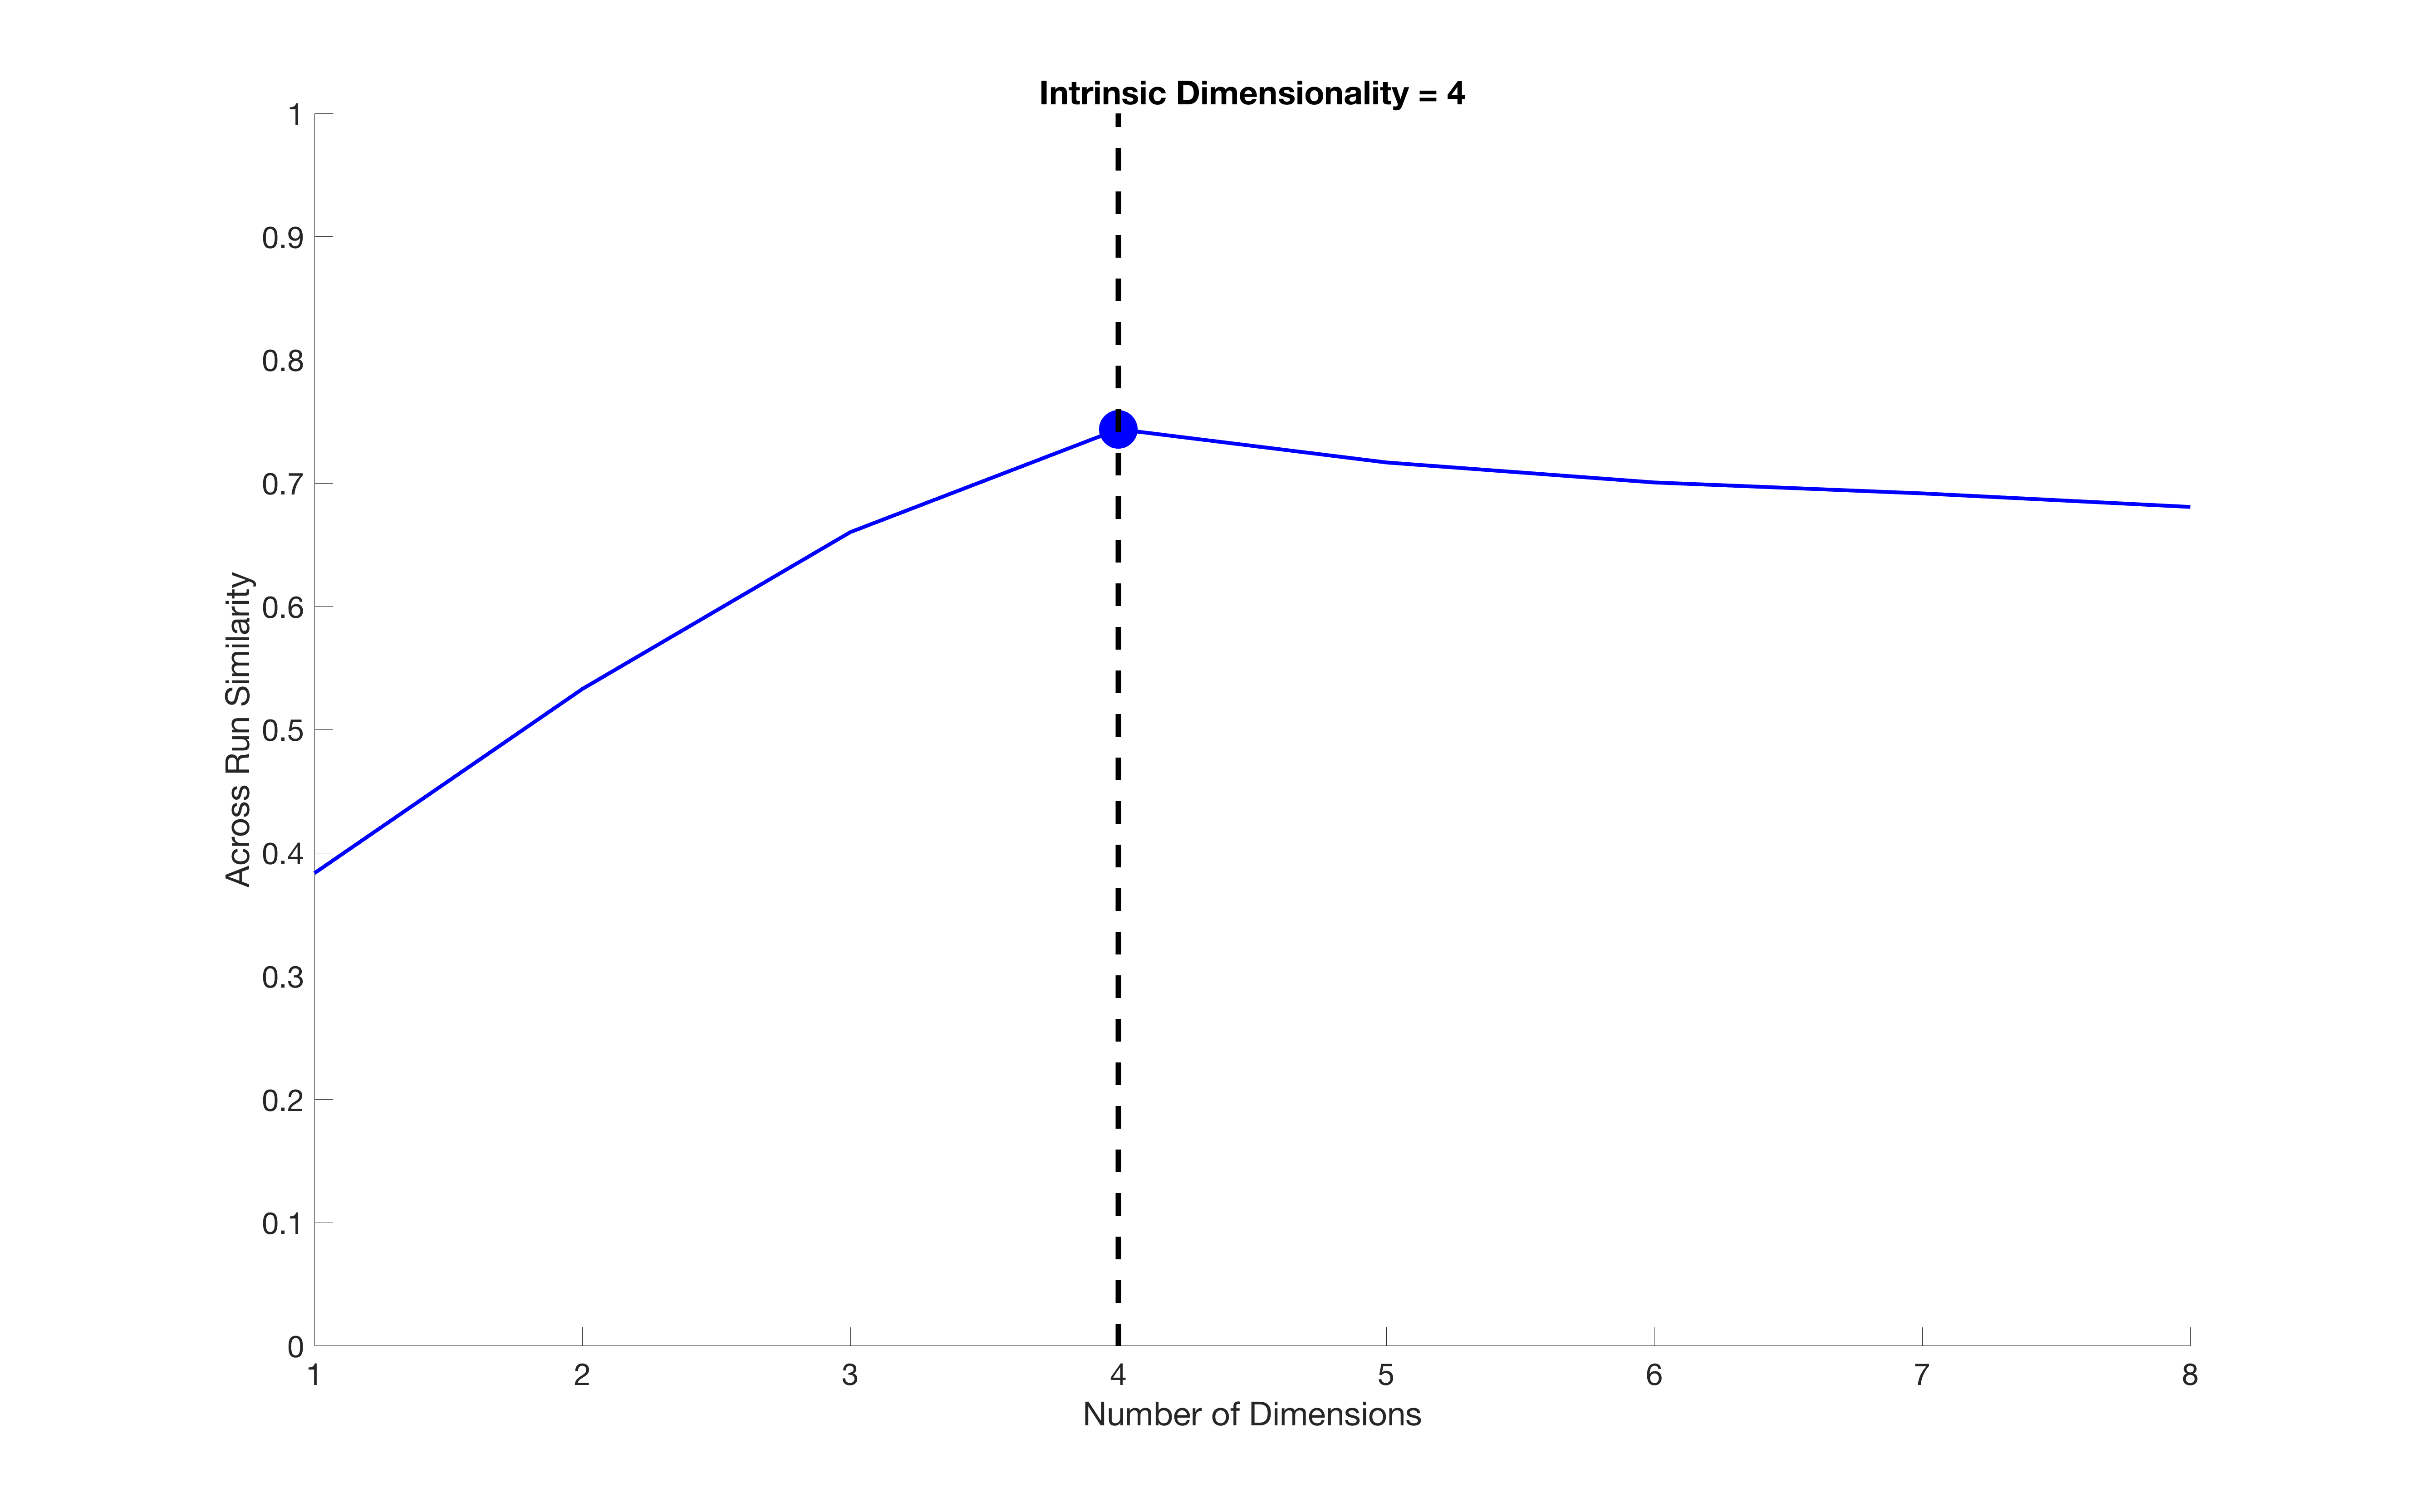 Intrinsic Dimensionality = 4
1
0.9
0.8
0.7
0.6
0.5
0.4
0.3
0.2
0.1
0
Across Run Similarity
1 2 3 4 5 6 7 8
Number of Dimensions